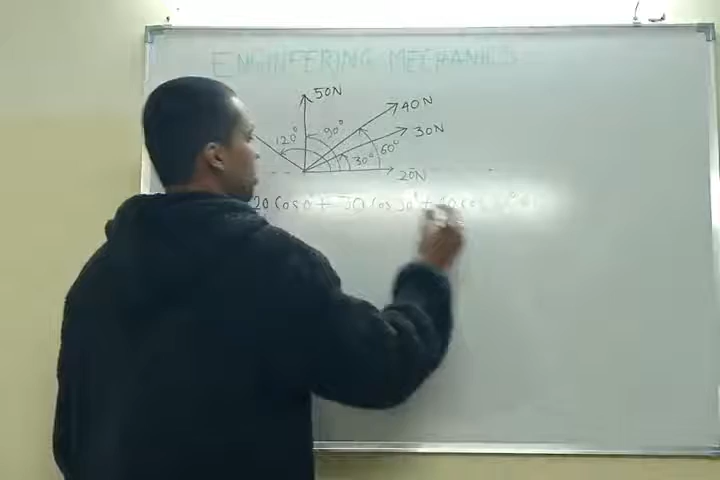 ENGINEERING MECHANICS
50N
40N
120°
90°
30N
60°
30°
20N
20 Cos 0° + 30 Cos 30° + 40 Cos